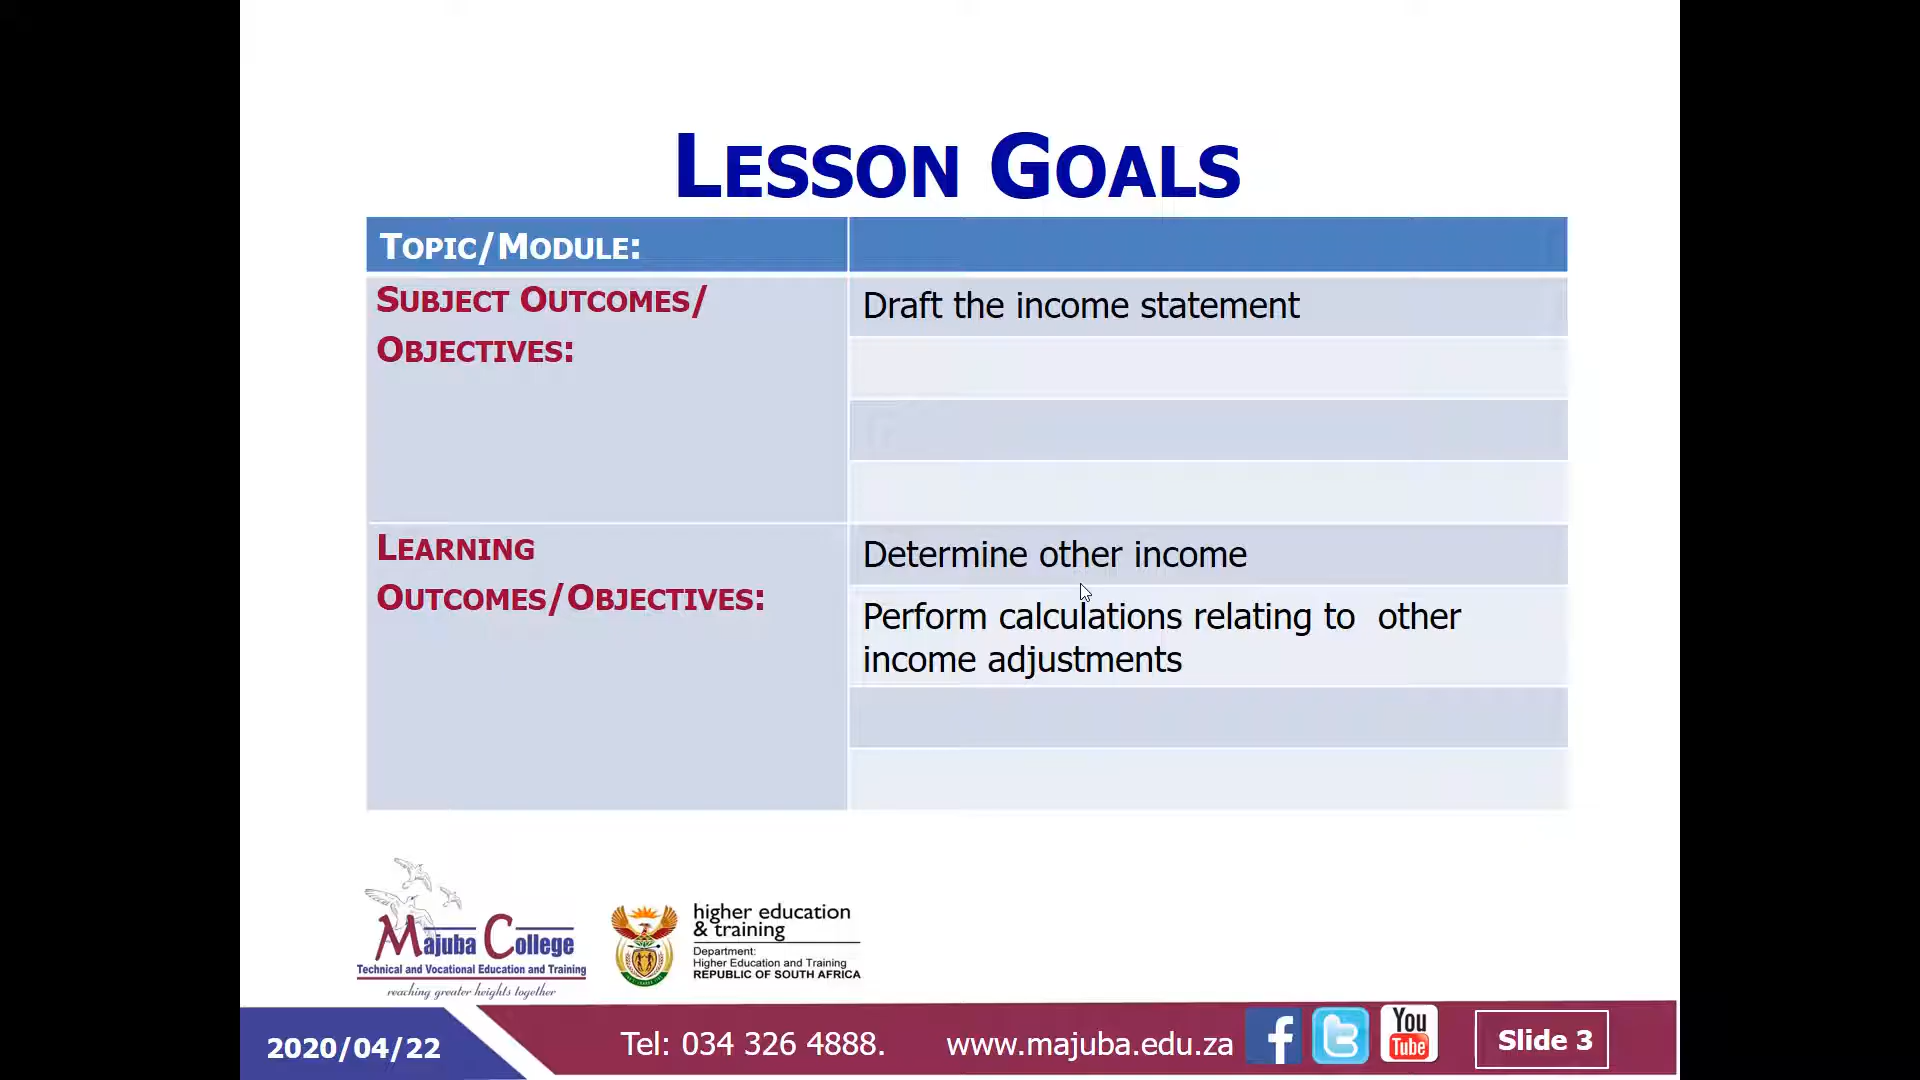 LESSON GOALS
TOPIC/MODULE:
SUBJECT OUTCOMES/
OBJECTIVES:
Draft the income statement
LEARNING
OUTCOMES/OBJECTIVES:
Determine other income
Perform calculations relating to other
income adjustments
Majuba College
Technical and Vocational Education and Training
reaching greater heights together
higher education
& training
Department:
Higher Education and Training
REPUBLIC OF SOUTH AFRICA
2020/04/22
Tel: 034 326 4888.
www.majuba.edu.za
You
Tube
Slide 3